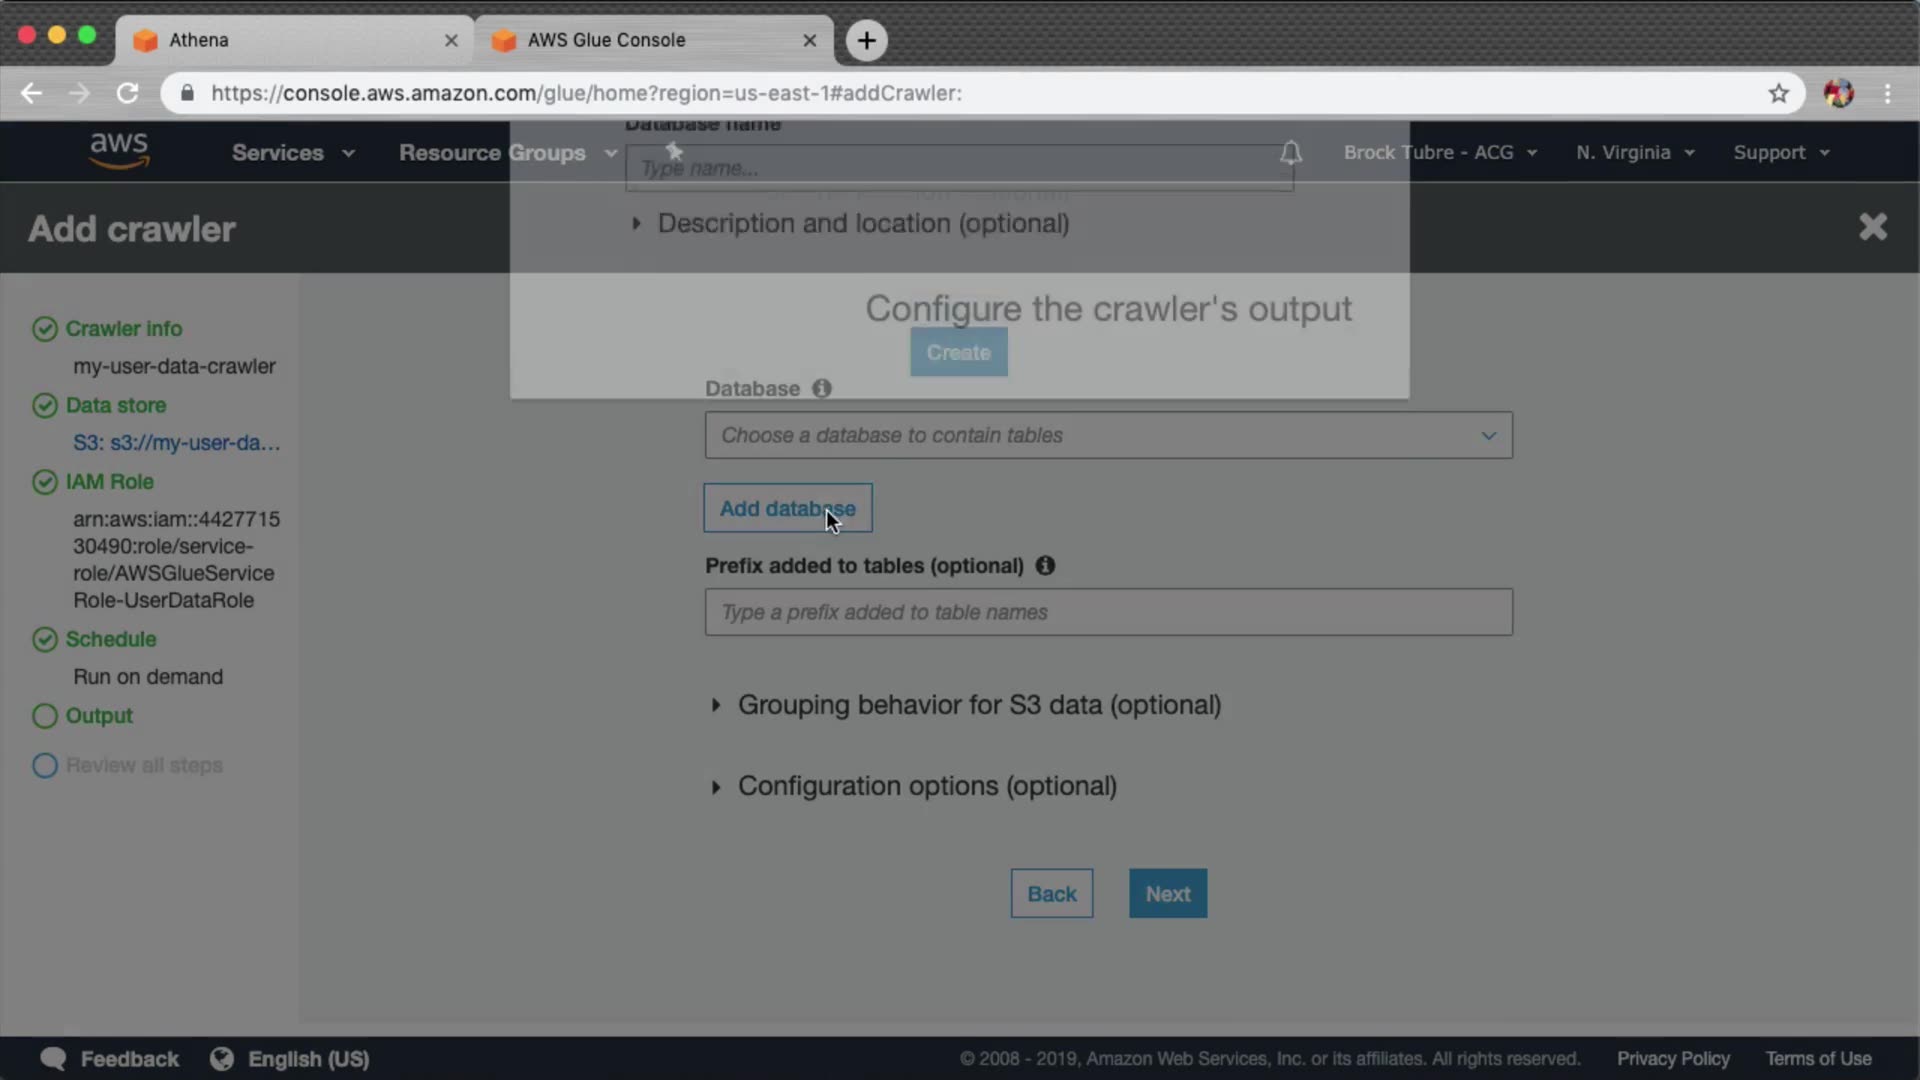 Athena
AWS Glue Console
https://console.aws.amazon.com/glue/home?region=us-east-1#addCrawler:
Database name
aws
Services
Resource Groups
Type name...
Brock Tubre - ACG
N. Virginia
Support
Add crawler
Description and location (optional)
Configure the crawler's output
Create
Crawler info
my-user-data-crawler
Data store
S3: s3://my-user-da...
IAM Role
arn:aws:iam::4427715
30490:role/service-
role/AWSGlueService
Role-UserDataRole
Schedule
Run on demand
Output
Review all steps
Database
Choose a database to contain tables
Add database
Prefix added to tables (optional)
Type a prefix added to table names
Grouping behavior for S3 data (optional)
Configuration options (optional)
Back
Next
Feedback
English (US)
© 2008 - 2019, Amazon Web Services, Inc. or its affiliates. All rights reserved.
Privacy Policy
Terms of Use